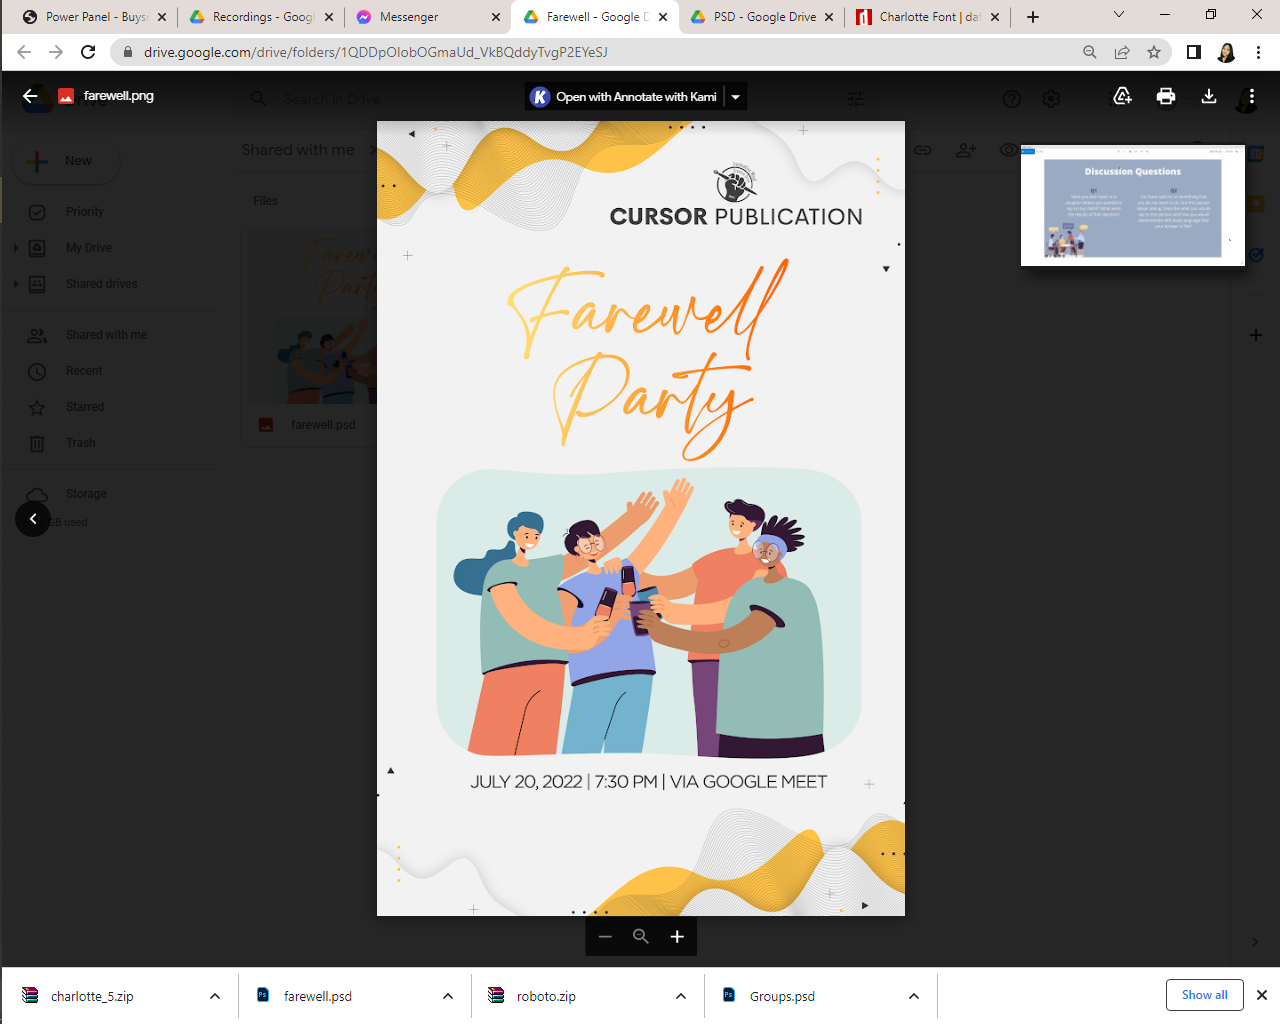 Power Panel - Buys
Recordings - Goog
Messenger
Farewell - Google D
PSD - Google Drive
Charlotte Font | da
drive.google.com/drive/folders/1QDDpOIobOGmaUd_VkBQddyTvgP2EYeSJ
farewell.png
Search in Drive
Open with Annotate with Kami
New
Shared with me
Files
Priority
My Drive
Shared drives
Shared with me
Recent
Starred
Trash
Storage
GB used
farewell.psd
CURSOR PUBLICATION
Farewell
Party
JULY 20, 2022 | 7:30 PM | VIA GOOGLE MEET
Discussion Questions
Q1
Q2
charlotte_5.zip
farewell.psd
roboto.zip
Groups.psd
Show all